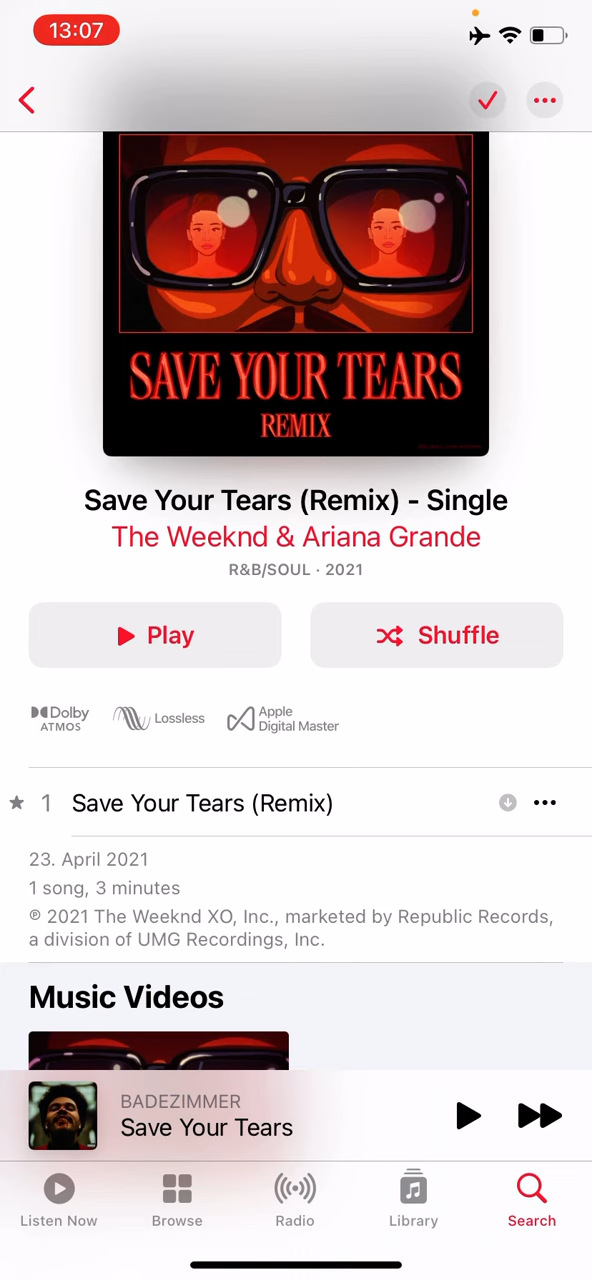 13:07
SAVE YOUR TEARS
REMIX
Save Your Tears (Remix) - Single
The Weeknd & Ariana Grande
R&B/SOUL · 2021
Play
Shuffle
Dolby
ATMOS
Lossless
Apple
Digital Master
1 Save Your Tears (Remix)
23. April 2021
1 song, 3 minutes
℗ 2021 The Weeknd XO, Inc., marketed by Republic Records,
a division of UMG Recordings, Inc.
Music Videos
BADEZIMMER
Save Your Tears
Listen Now
Browse
Radio
Library
Search